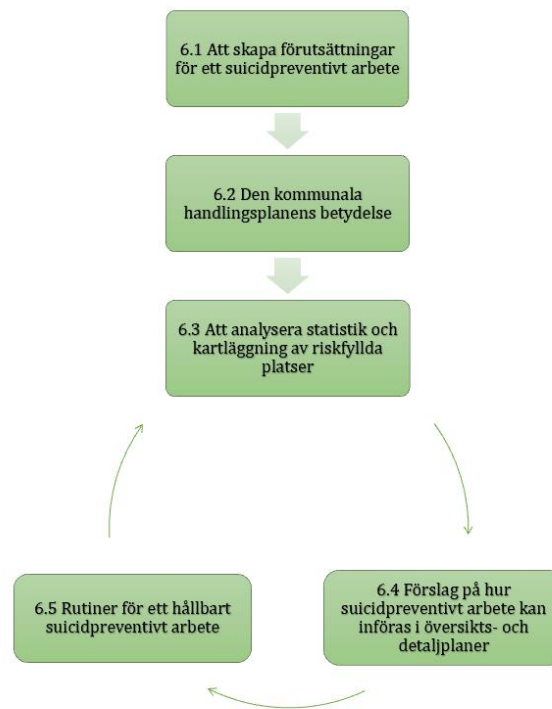 6.1 Att skapa förutsättningar
för ett suicidpreventivt arbete
6.2 Den kommunala
handlingsplanens betydelse
6.3 Att analysera statistik och
kartläggning av riskfyllda
platser
6.4 Förslag på hur
suicidpreventivt arbete kan
införas i översikts- och
detaljplaner
6.5 Rutiner för ett hållbart
suicidpreventivt arbete